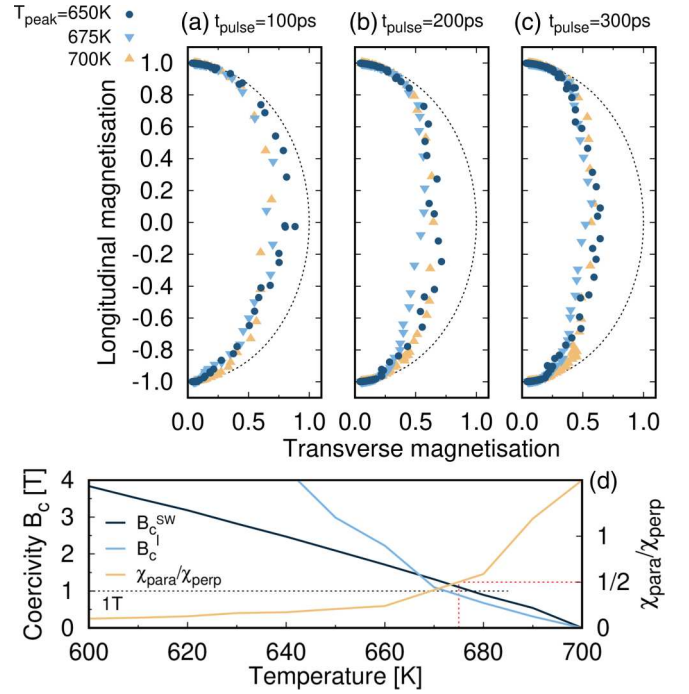 T_peak=650K
675K
700K
(a) t_pulse=100ps
(b) t_pulse=200ps
(c) t_pulse=300ps
Longitudinal magnetisation
1.0
0.8
0.6
0.4
0.2
0.0
-0.2
-0.4
-0.6
-0.8
-1.0
0.0 0.5 1.0
0.0 0.5 1.0
0.0 0.5 1.0
Transverse magnetisation
(d)
Coercivity B_c [T]
4
3
2
1
0
B_c^SW
B_c^I
χ_para/χ_perp
1T
1
1/2
0
χ_para/χ_perp
600 620 640 660 680 700
Temperature [K]